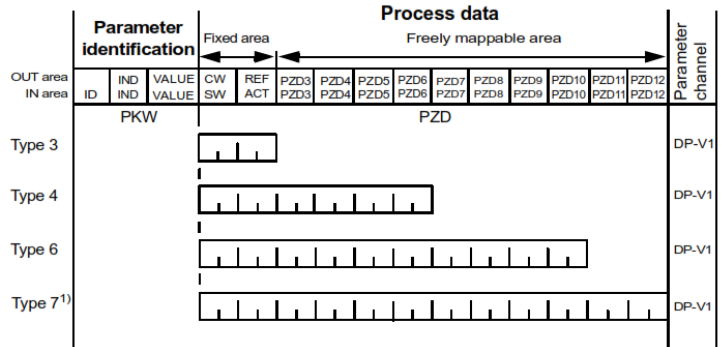 Process data
Parameter identification
Fixed area
Freely mappable area
Parameter channel
OUT area IND VALUE CW REF PZD3 PZD4 PZD5 PZD6 PZD7 PZD8 PZD9 PZD10 PZD11 PZD12
IN area ID IND VALUE SW ACT PZD3 PZD4 PZD5 PZD6 PZD7 PZD8 PZD9 PZD10 PZD11 PZD12
PKW PZD
Type 3 DP-V1
Type 4 DP-V1
Type 6 DP-V1
Type 7¹⁾ DP-V1